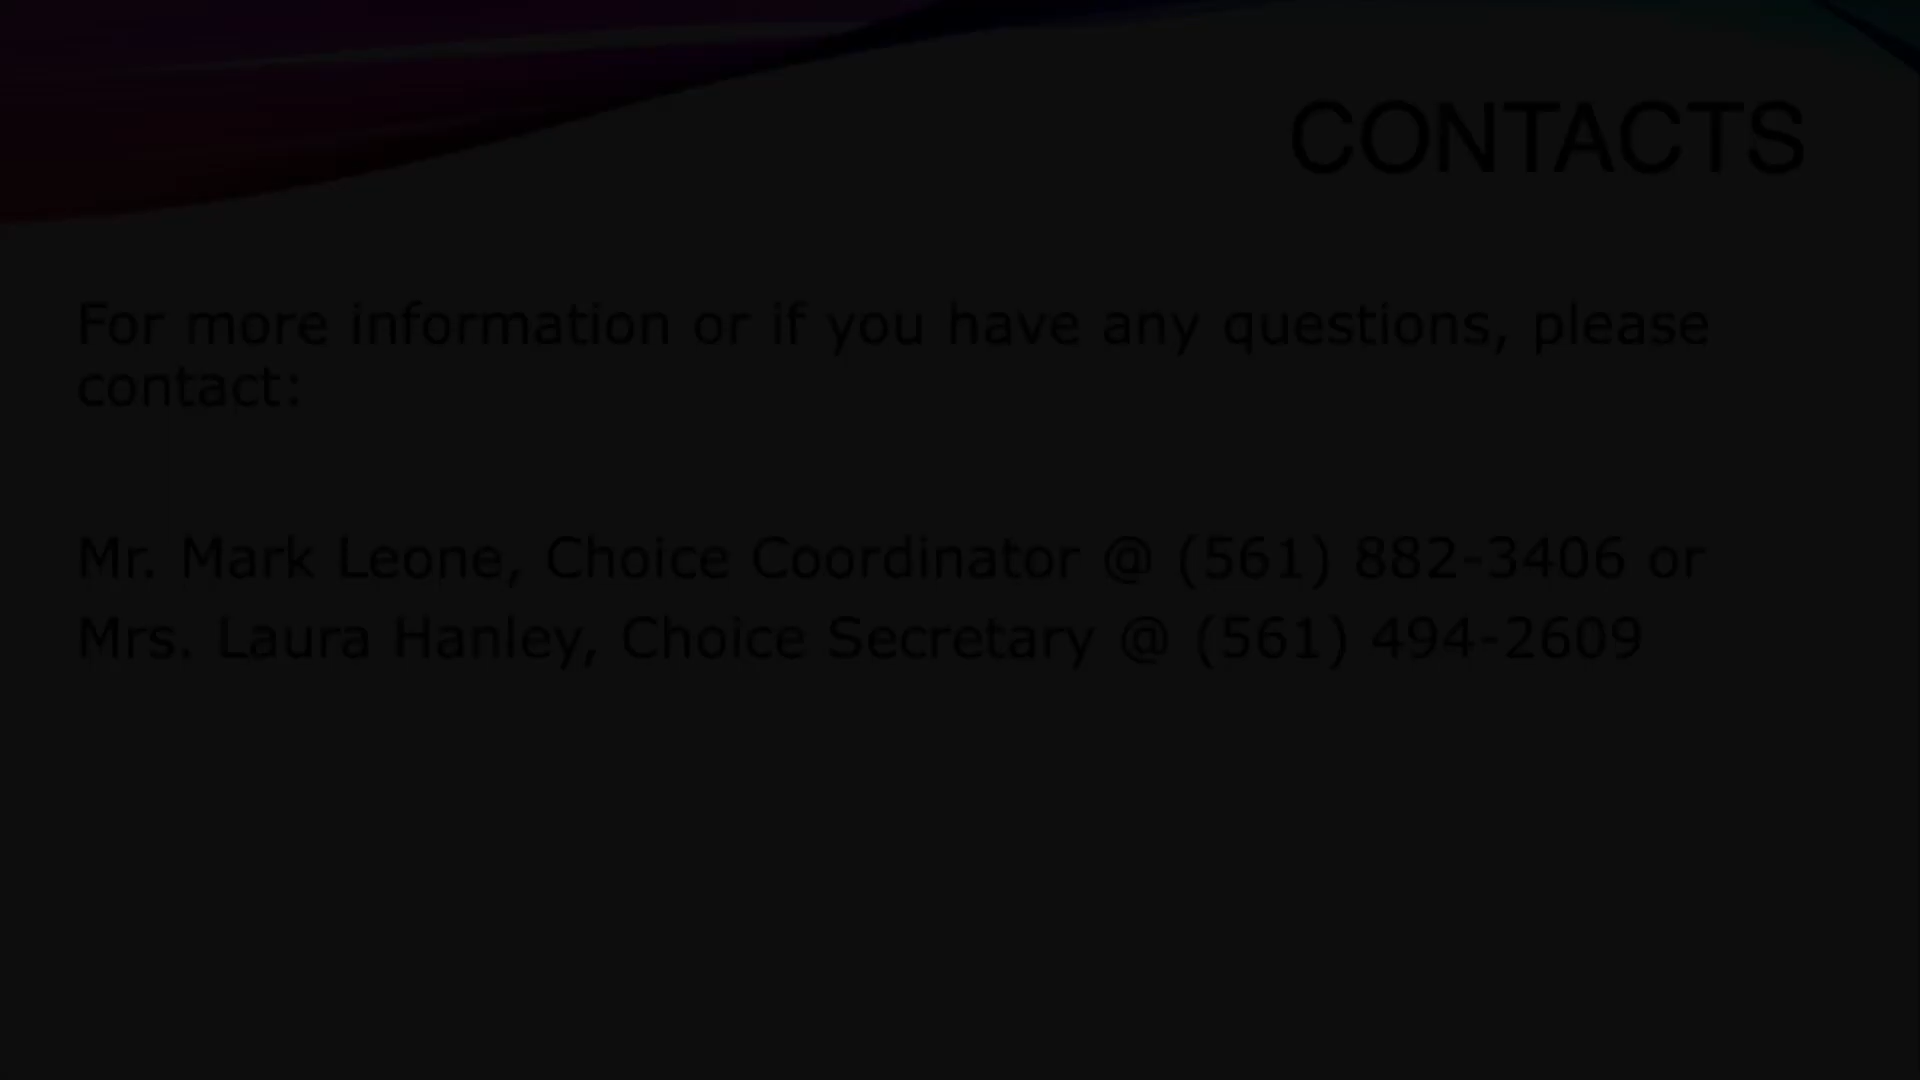 CONTACTS
For more information or if you have any questions, please
contact:
Mr. Mark Leone, Choice Coordinator @ (561) 882-3406 or
Mrs. Laura Hanley, Choice Secretary @ (561) 494-2609